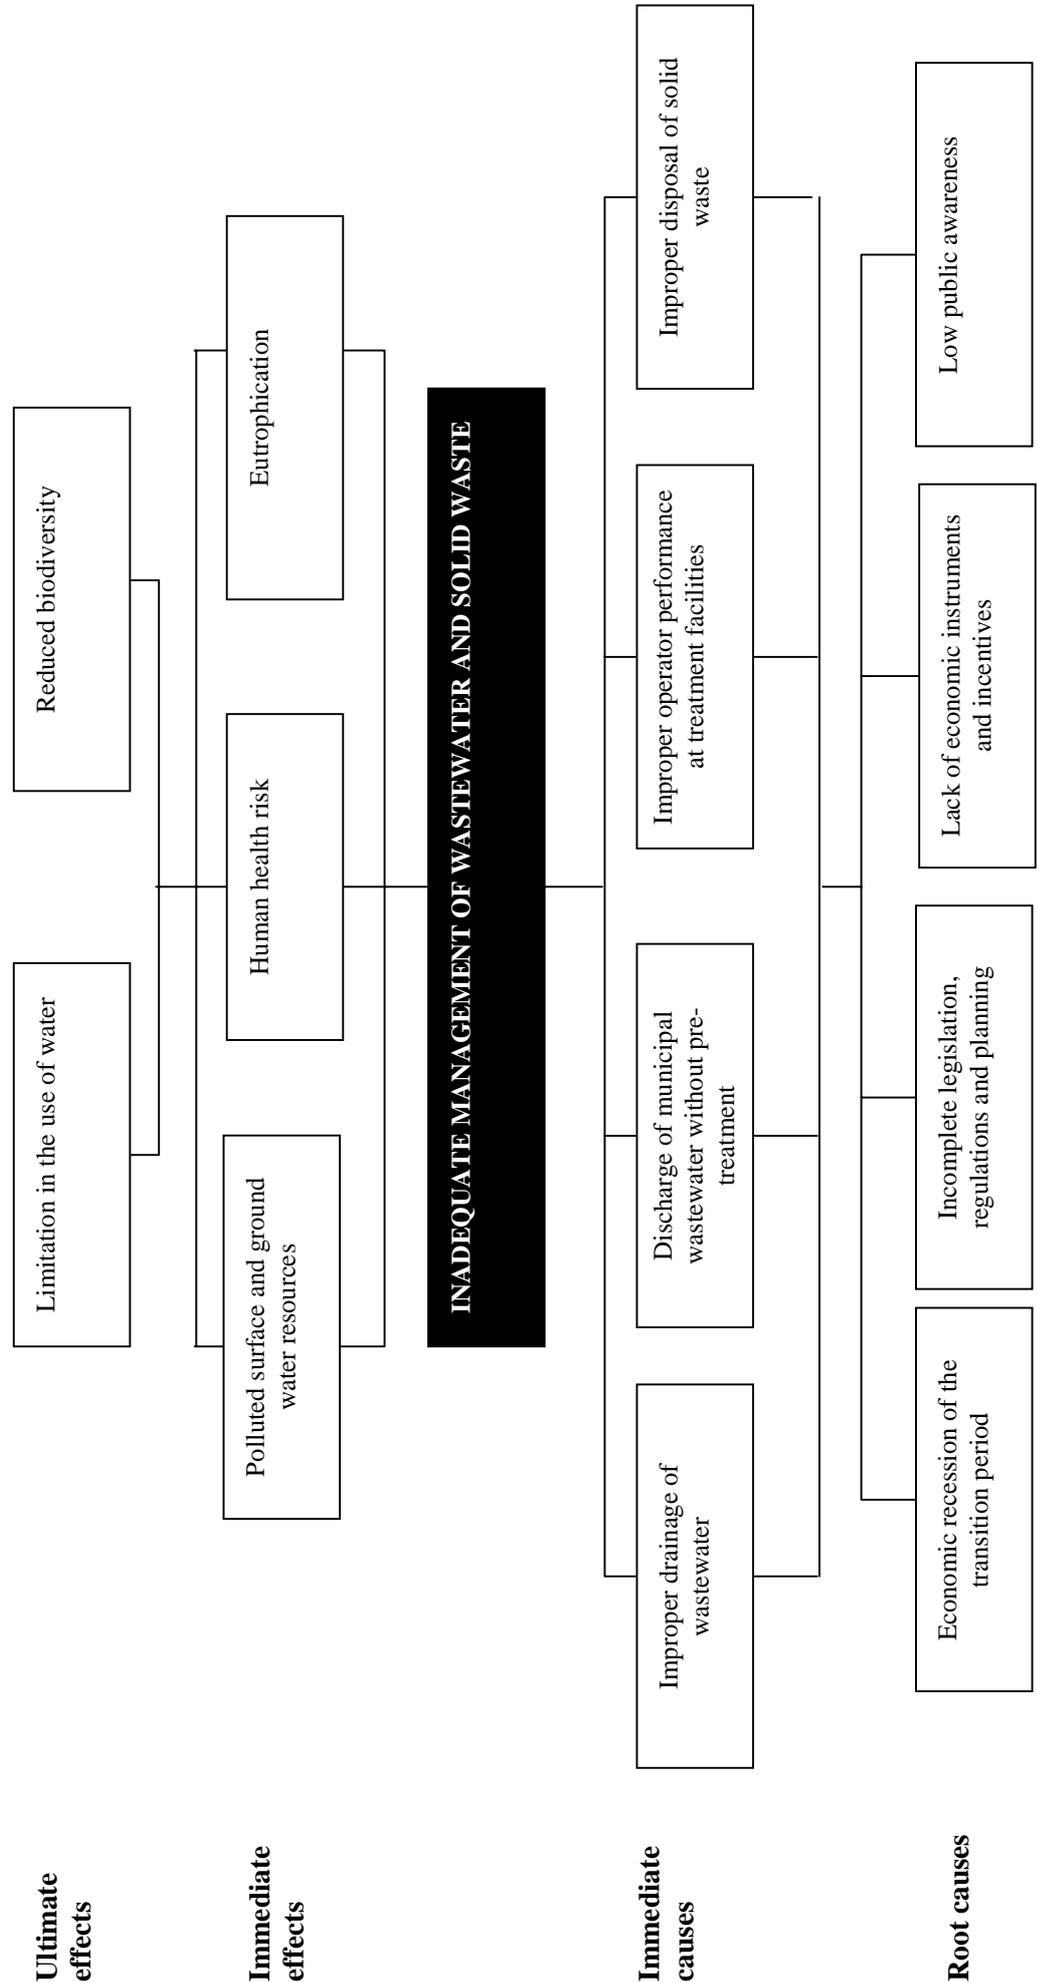 Ultimate
effects
Limitation in the use of water
Reduced biodiversity
Immediate
effects
Polluted surface and ground
water resources
Human health risk
Eutrophication
INADEQUATE MANAGEMENT OF WASTEWATER AND SOLID WASTE
Immediate
causes
Improper drainage of
wastewater
Discharge of municipal
wastewater without pre-
treatment
Improper operator performance
at treatment facilities
Improper disposal of solid
waste
Root causes
Economic recession of the
transition period
Incomplete legislation,
regulations and planning
Lack of economic instruments
and incentives
Low public awareness